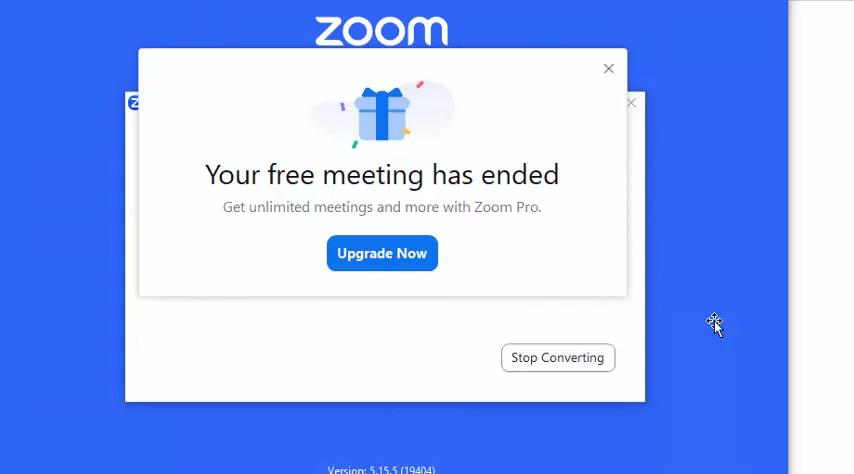 zoom
Your free meeting has ended
Get unlimited meetings and more with Zoom Pro.
Upgrade Now
Stop Converting
Version: 5.15.5 (19404)